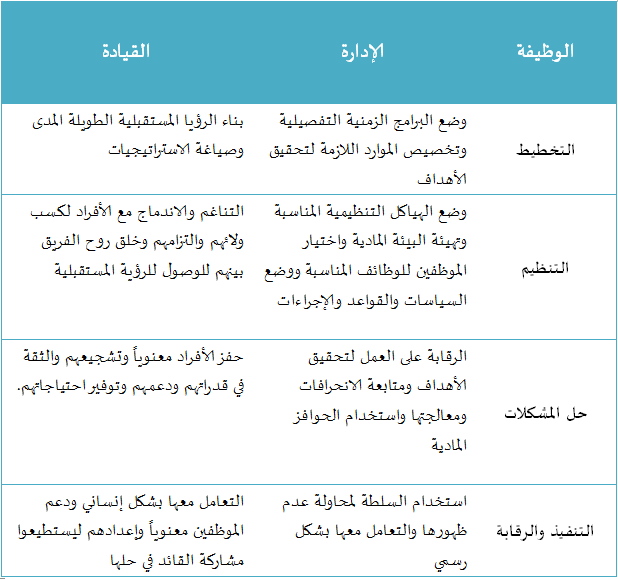 الوظيفة
الإدارة
القيادة
التخطيط
وضع البرامج الزمنية التفصيلية
وتخصيص الموارد اللازمة لتحقيق
الأهداف
بناء الرؤيا المستقبلية الطويلة المدى
وصياغة الاستراتيجيات
التنظيم
وضع الهياكل التنظيمية المناسبة
وتهيئة البيئة المادية واختيار
الموظفين للوظائف المناسبة ووضع
السياسات والقواعد والإجراءات
التناغم والاندماج مع الأفراد لكسب
ولائهم والتزامهم وخلق روح الفريق
بينهم للوصول للرؤية المستقبلية
حل المشكلات
الرقابة على العمل لتحقيق
الأهداف ومتابعة الانحرافات
ومعالجتها واستخدام الحوافز
المادية
حفز الأفراد معنوياً وتشجيعهم والثقة
في قدراتهم ودعمهم وتوفير احتياجاتهم.
التنفيذ والرقابة
استخدام السلطة لمحاولة عدم
ظهورها والتعامل معها بشكل
رسمي
التعامل معها بشكل إنساني ودعم
الموظفين معنوياً وإعدادهم ليستطيعوا
مشاركة القائد في حلها